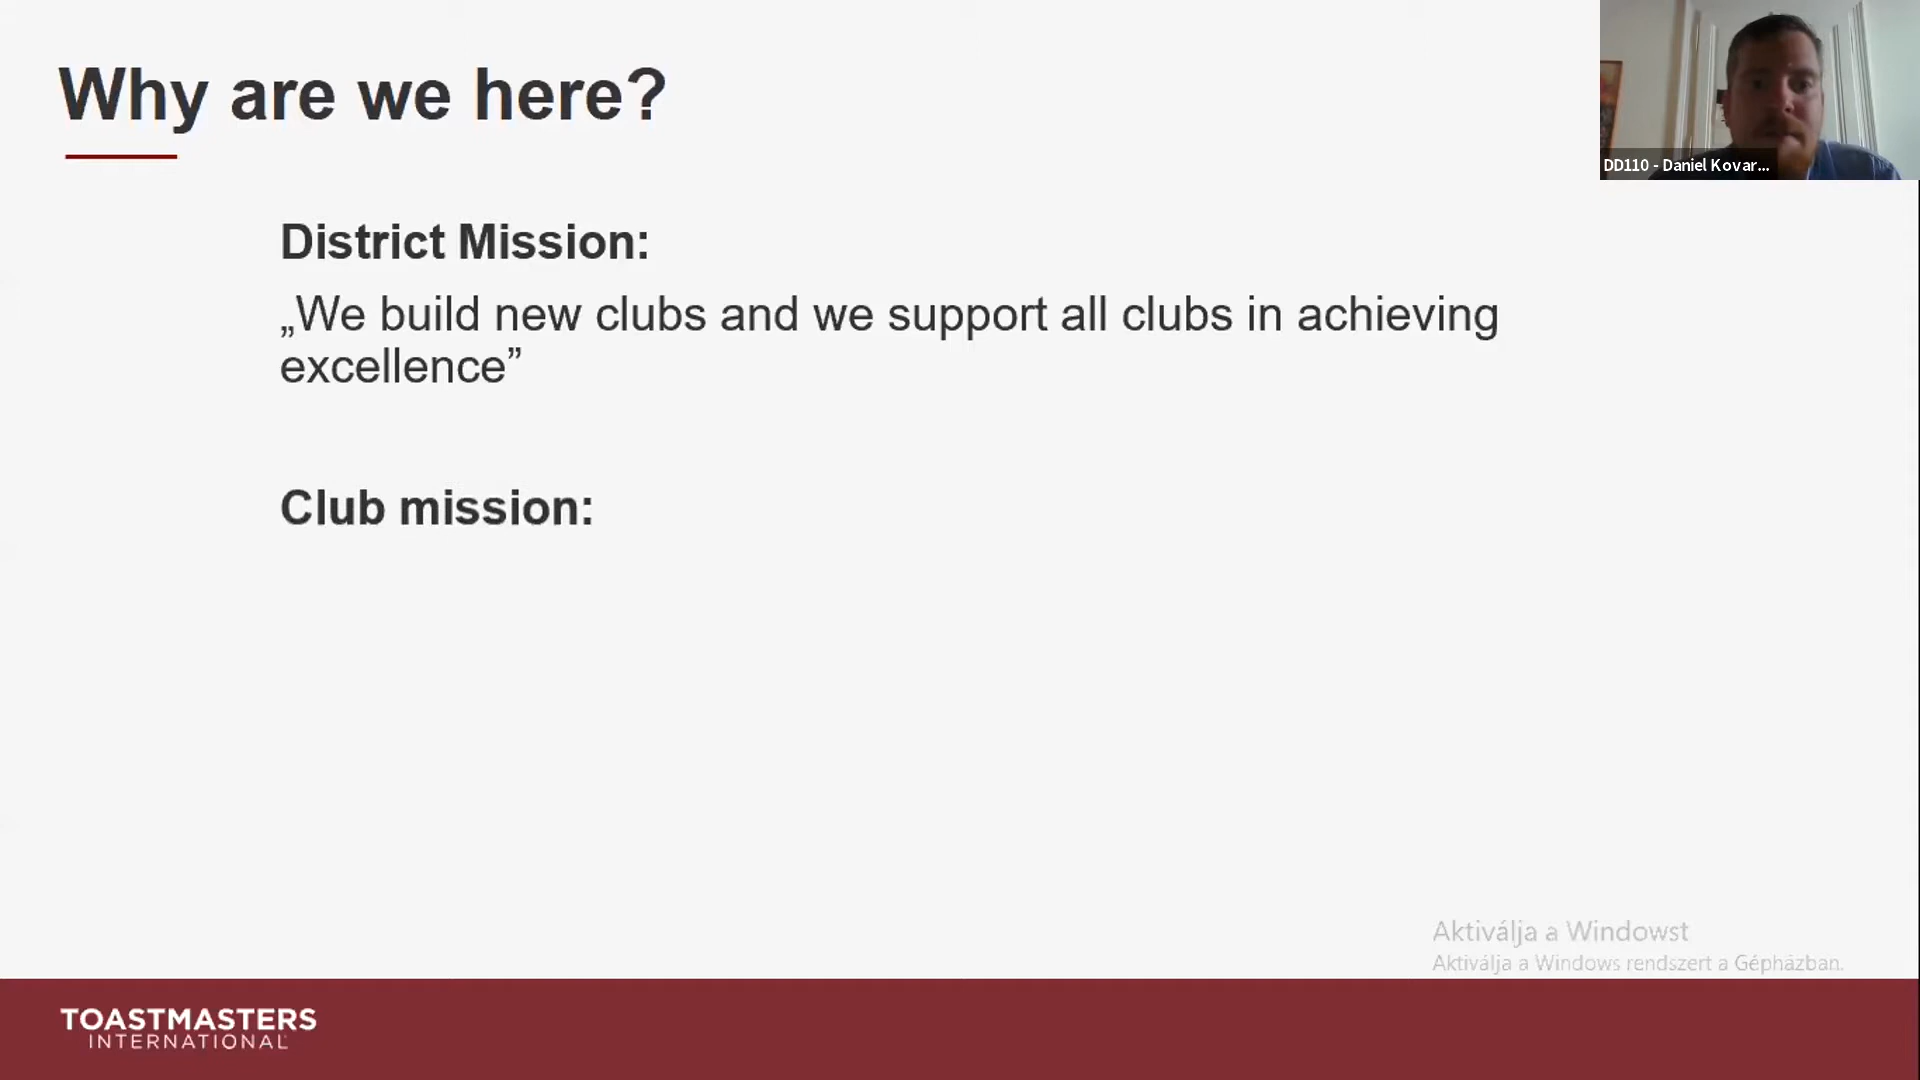 Why are we here?
DD110 - Daniel Kovar...
District Mission:
„We build new clubs and we support all clubs in achieving
excellence”
Club mission:
Aktiválja a Windowst
Aktiválja a Windows rendszert a Gépházban.
TOASTMASTERS
INTERNATIONAL